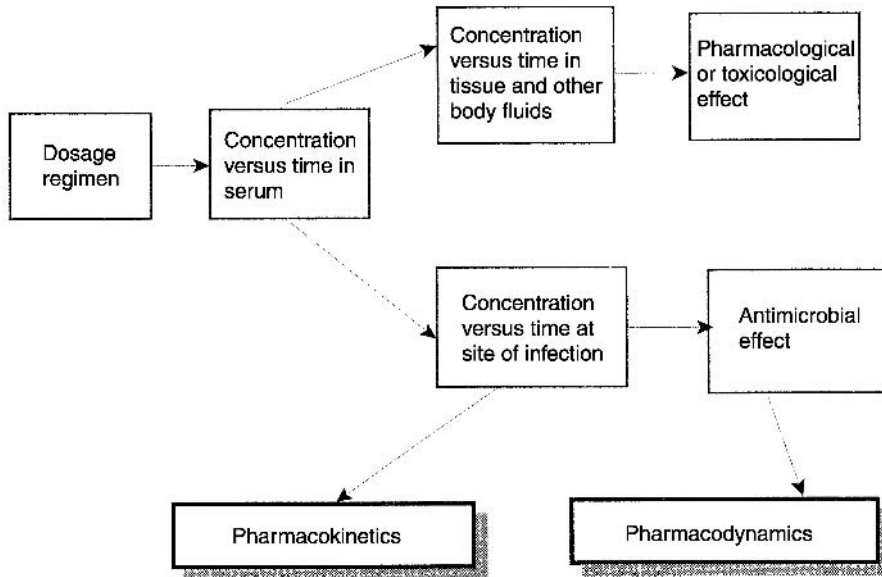 Dosage
regimen
Concentration
versus time in
serum
Concentration
versus time in
tissue and other
body fluids
Pharmacological
or toxicological
effect
Concentration
versus time at
site of infection
Antimicrobial
effect
Pharmacokinetics
Pharmacodynamics